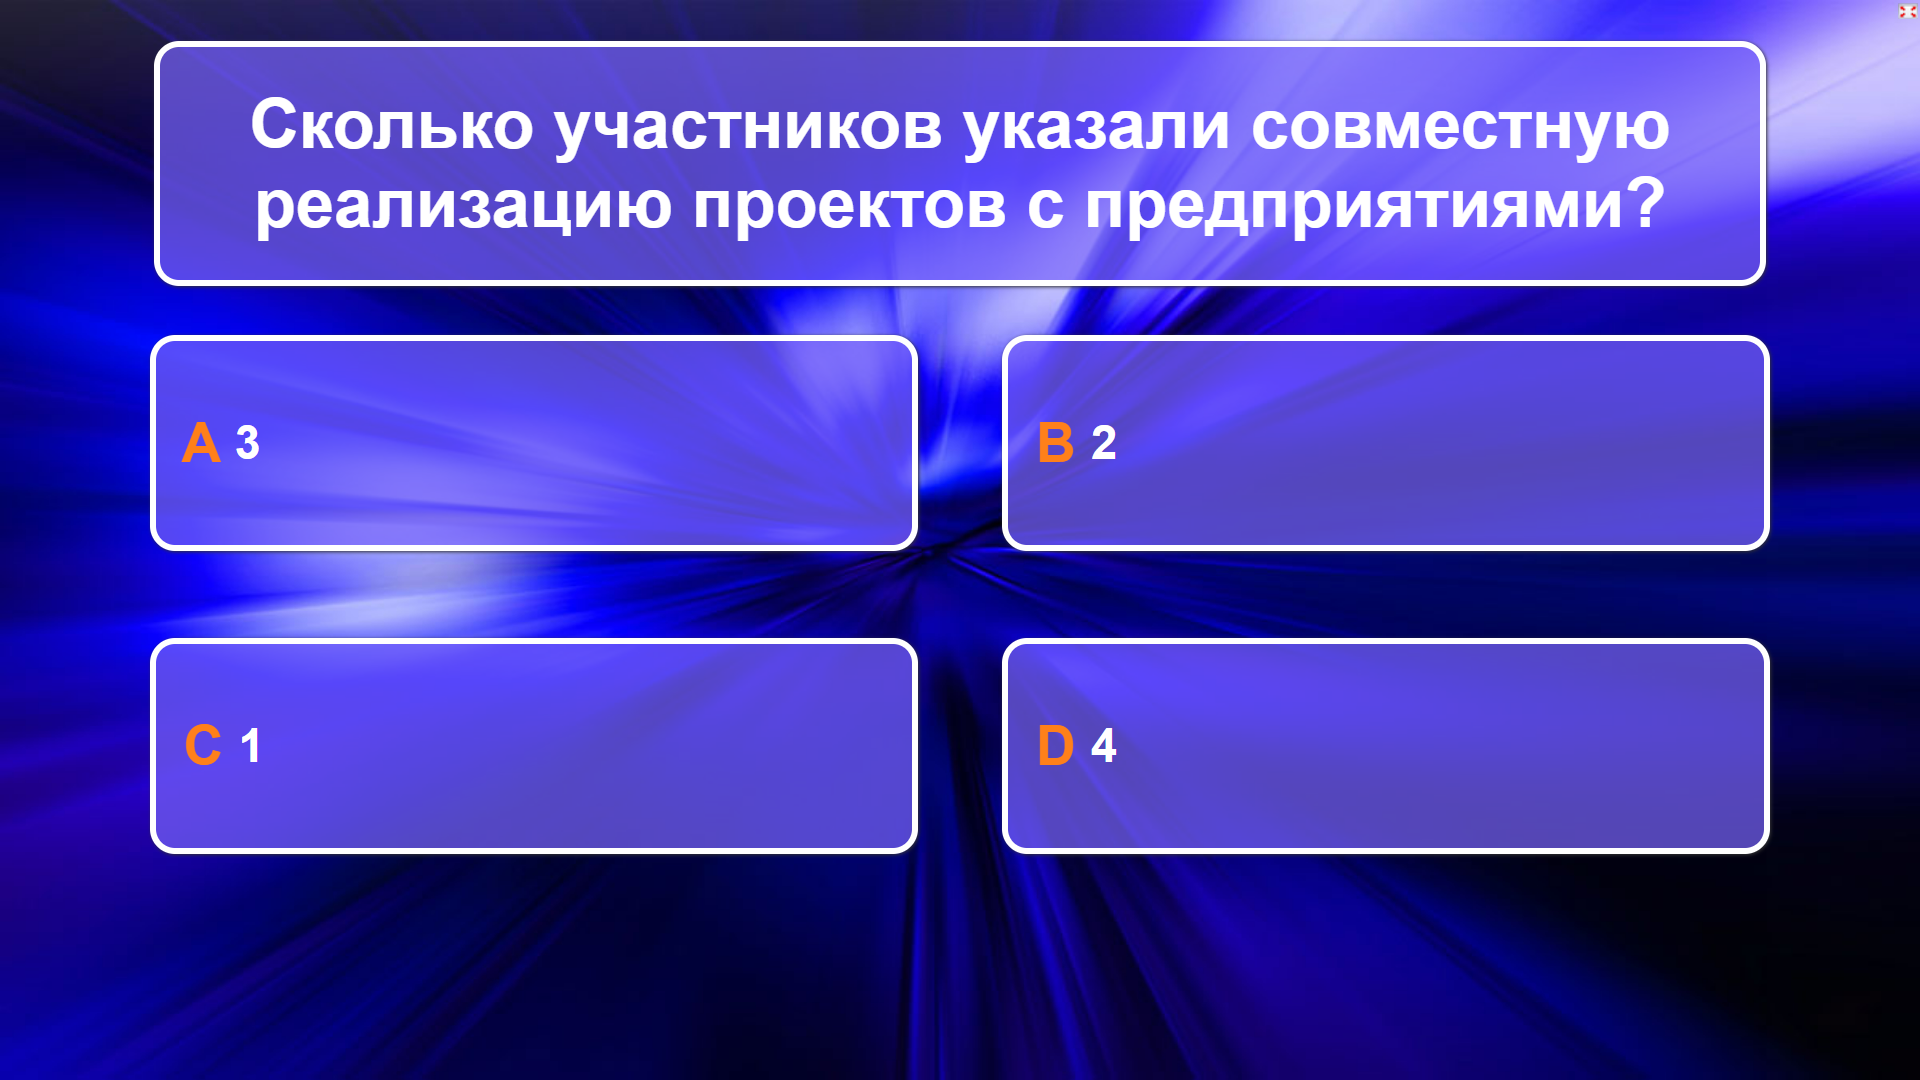 Сколько участников указали совместную
реализацию проектов с предприятиями?
A 3
B 2
C 1
D 4